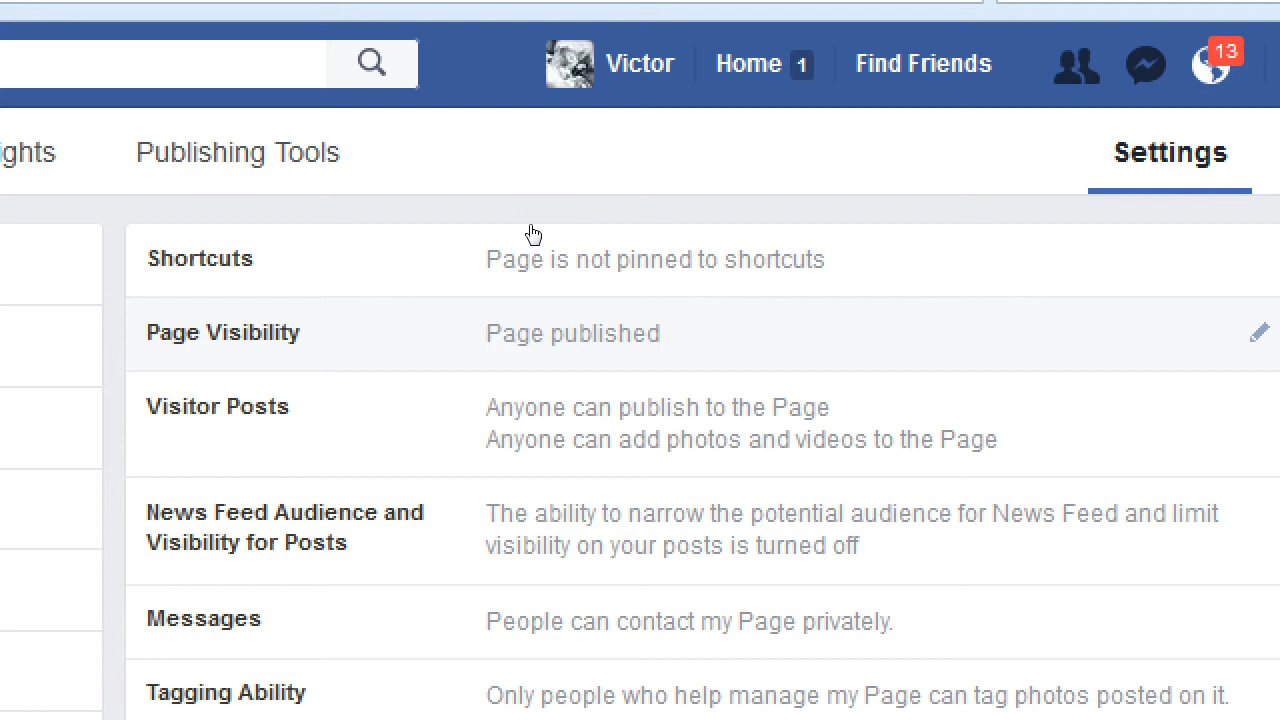 Victor Home 1 Find Friends 13
ights Publishing Tools Settings
Shortcuts Page is not pinned to shortcuts
Page Visibility Page published
Visitor Posts Anyone can publish to the Page
Anyone can add photos and videos to the Page
News Feed Audience and The ability to narrow the potential audience for News Feed and limit
Visibility for Posts visibility on your posts is turned off
Messages People can contact my Page privately.
Tagging Ability Only people who help manage my Page can tag photos posted on it.